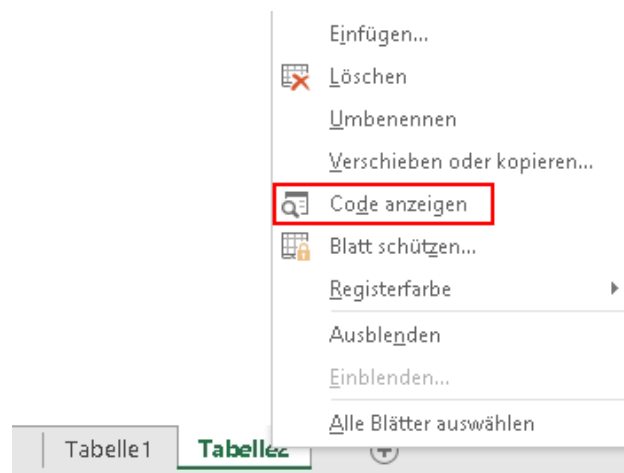 Einfügen...
Löschen
Umbenennen
Verschieben oder kopieren...
Code anzeigen
Blatt schützen...
Registerfarbe
Ausblenden
Einblenden...
Alle Blätter auswählen
Tabelle1 Tabelle2